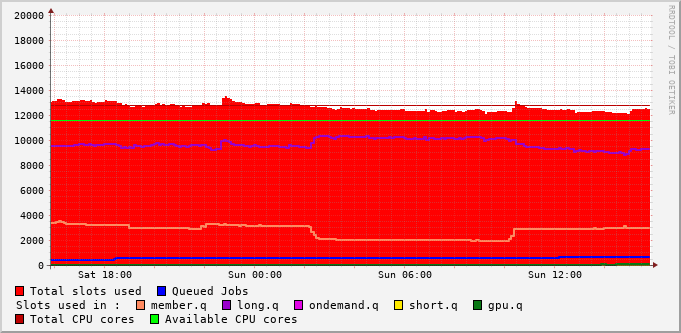 RRDTOOL / TOBI OETIKER
20000
18000
16000
14000
12000
10000
8000
6000
4000
2000
0
Sat 18:00 Sun 00:00 Sun 06:00 Sun 12:00
Total slots used Queued Jobs
Slots used in : member.q long.q ondemand.q short.q gpu.q
Total CPU cores Available CPU cores